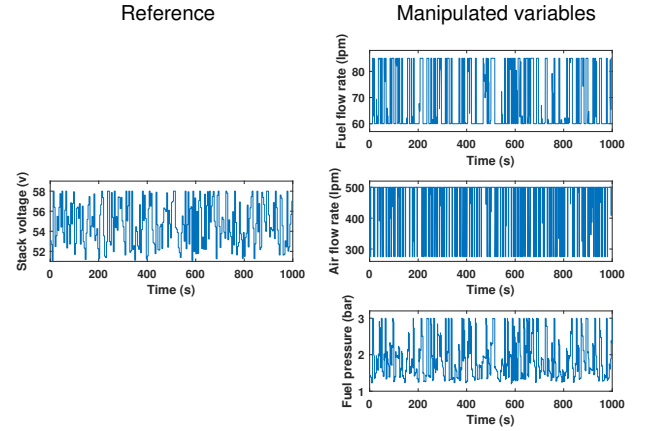 Reference
Manipulated variables
Fuel flow rate (lpm)
80
70
60
0 200 400 600 800 1000
Time (s)
Stack voltage (v)
58
56
54
52
0 200 400 600 800 1000
Time (s)
Air flow rate (lpm)
500
400
300
0 200 400 600 800 1000
Time (s)
Fuel pressure (bar)
3
2
1
0 200 400 600 800 1000
Time (s)